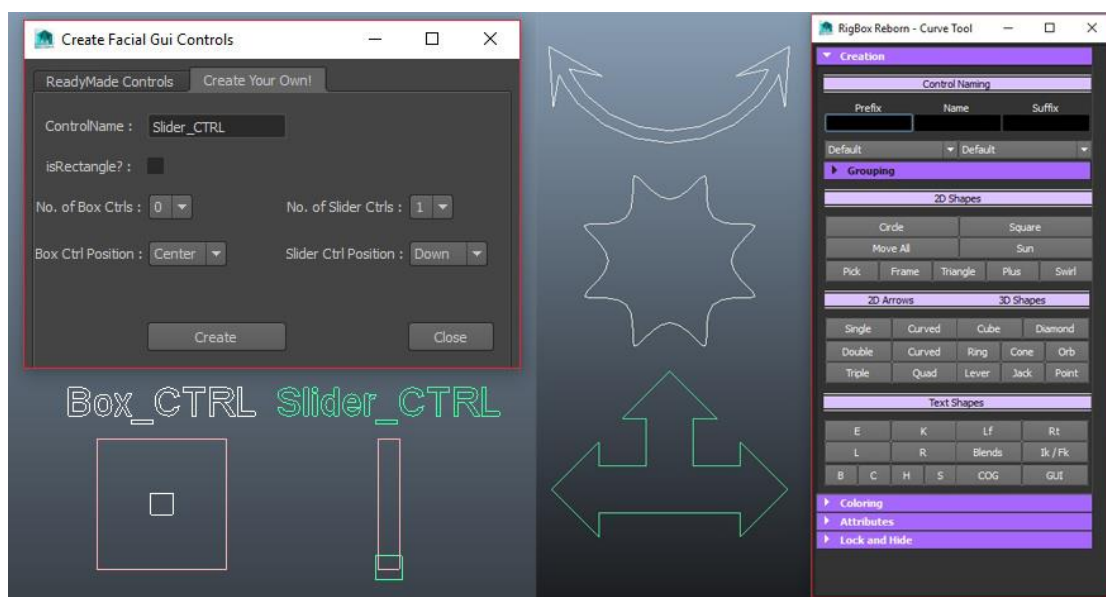 Create Facial Gui Controls
ReadyMade Controls Create Your Own!
ControlName : Slider_CTRL
isRectangle? :
No. of Box Ctrls : 0 No. of Slider Ctrls : 1
Box Ctrl Position : Center Slider Ctrl Position : Down
Create Close
Box_CTRL Slider_CTRL
RigBox Reborn - Curve Tool
Creation
Control Naming
Prefix Name Suffix
Default Default
Grouping
2D Shapes
Circle Square
Move All Sun
Pick Frame Triangle Plus Swirl
2D Arrows 3D Shapes
Single Curved Cube Diamond
Double Curved Ring Cone Orb
Triple Quad Lever Jack Point
Text Shapes
E K Lf Rt
L R Blends Ik / Fk
B C H S COG GUI
Coloring
Attributes
Lock and Hide